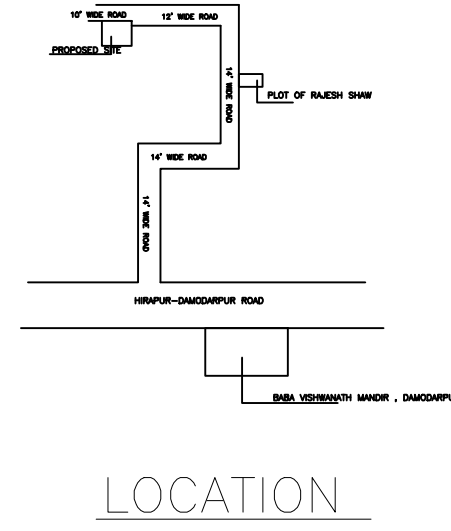 10' WIDE ROAD
12' WIDE ROAD
PROPOSED SITE
14' WIDE ROAD
PLOT OF RAJESH SHAW
14' WIDE ROAD
14' WIDE ROAD
HIRAPUR-DAMODARPUR ROAD
BABA VISHWANATH MANDIR , DAMODARPU
LOCATION